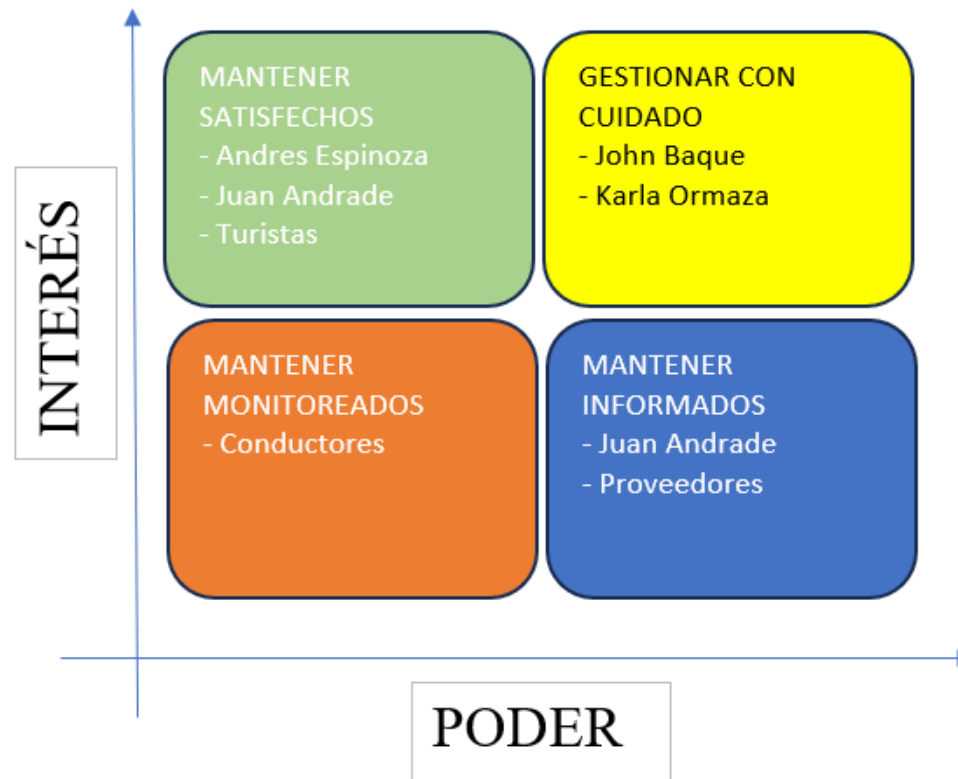 INTERÉS
MANTENER
SATISFECHOS
- Andres Espinoza
- Juan Andrade
- Turistas
GESTIONAR CON
CUIDADO
- John Baque
- Karla Ormaza
MANTENER
MONITOREADOS
- Conductores
MANTENER
INFORMADOS
- Juan Andrade
- Proveedores
PODER